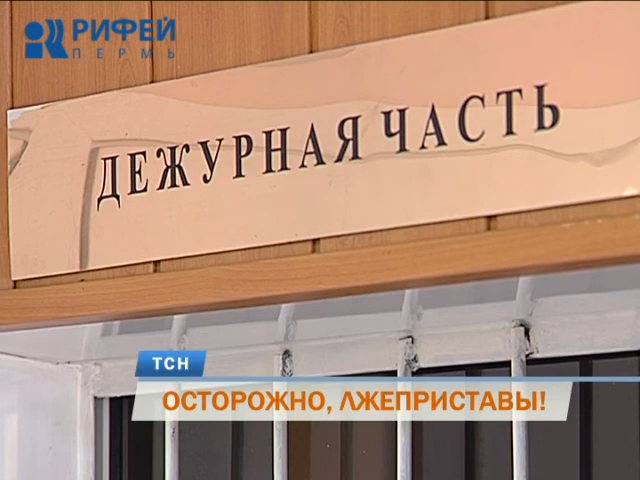 РИФЕЙ
ПЕРМЬ
ДЕЖУРНАЯ ЧАСТЬ
ТСН
ОСТОРОЖНО, ЛЖЕПРИСТАВЫ!